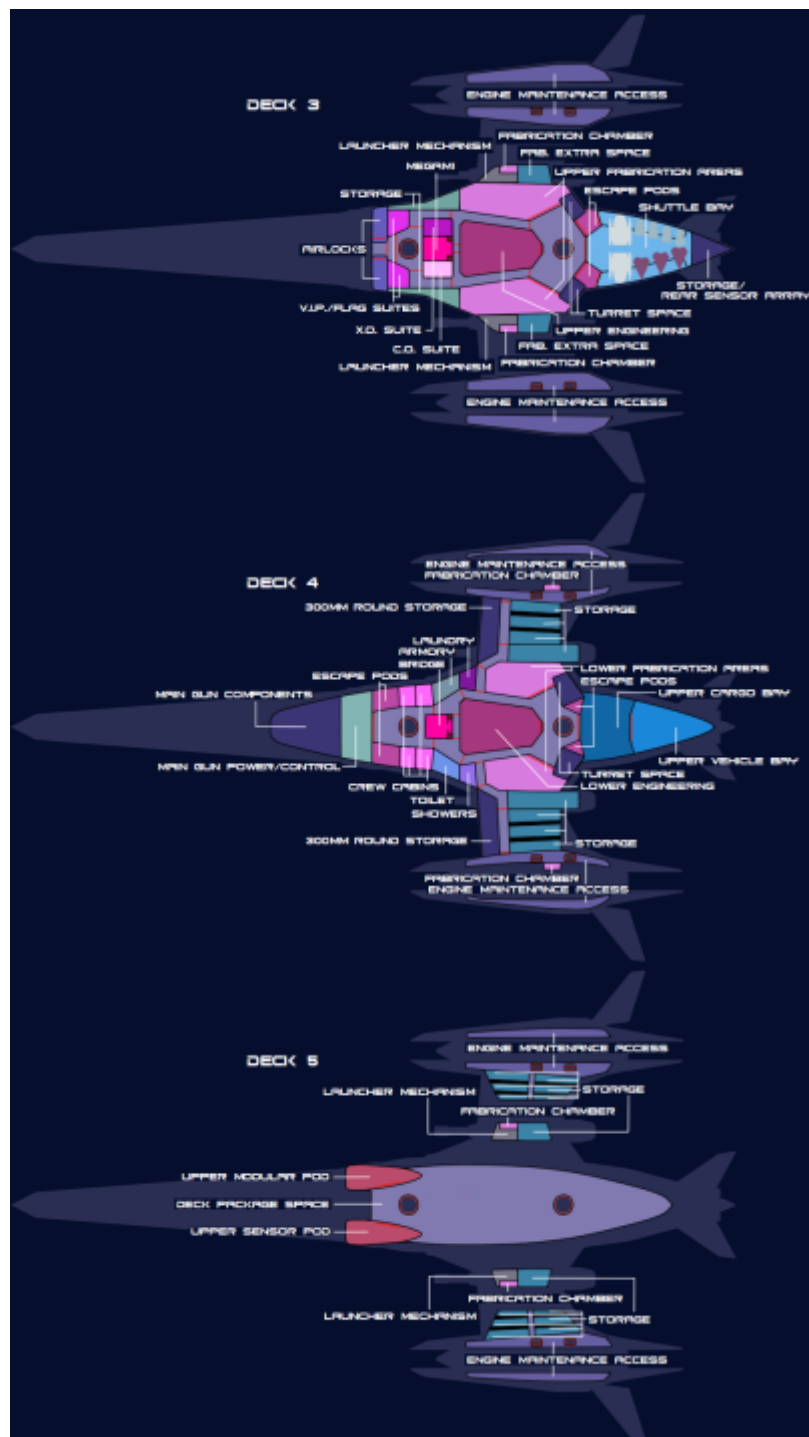 ENGINE MAINTENANCE ACCESS
DECK 3
FABRICATION CHAMBER
LAUNCHER MECHANISM
FAB. EXTRA SPACE
MEGAMI
UPPER FABRICATION AREAS
STORAGE
ESCAPE PODS
SHUTTLE BAY
AIRLOCKS
STORAGE/
REAR SENSOR ARRAY
V.I.P./FLAG SUITES
TURRET SPACE
X.O. SUITE
UPPER ENGINEERING
C.O. SUITE
FAB. EXTRA SPACE
LAUNCHER MECHANISM
FABRICATION CHAMBER
ENGINE MAINTENANCE ACCESS
ENGINE MAINTENANCE ACCESS
DECK 4
FABRICATION CHAMBER
300MM ROUND STORAGE
STORAGE
LAUNDRY
ARMORY
BRIDGE
LOWER FABRICATION AREAS
ESCAPE PODS
ESCAPE PODS
MAIN GUN COMPONENTS
UPPER CARGO BAY
MAIN GUN POWER/CONTROL
UPPER VEHICLE BAY
TURRET SPACE
CREW CABINS
LOWER ENGINEERING
TOILET
SHOWERS
300MM ROUND STORAGE
STORAGE
FABRICATION CHAMBER
ENGINE MAINTENANCE ACCESS
ENGINE MAINTENANCE ACCESS
DECK 5
LAUNCHER MECHANISM
STORAGE
FABRICATION CHAMBER
UPPER MODULAR POD
DECK PACKAGE SPACE
UPPER SENSOR POD
FABRICATION CHAMBER
LAUNCHER MECHANISM
STORAGE
ENGINE MAINTENANCE ACCESS